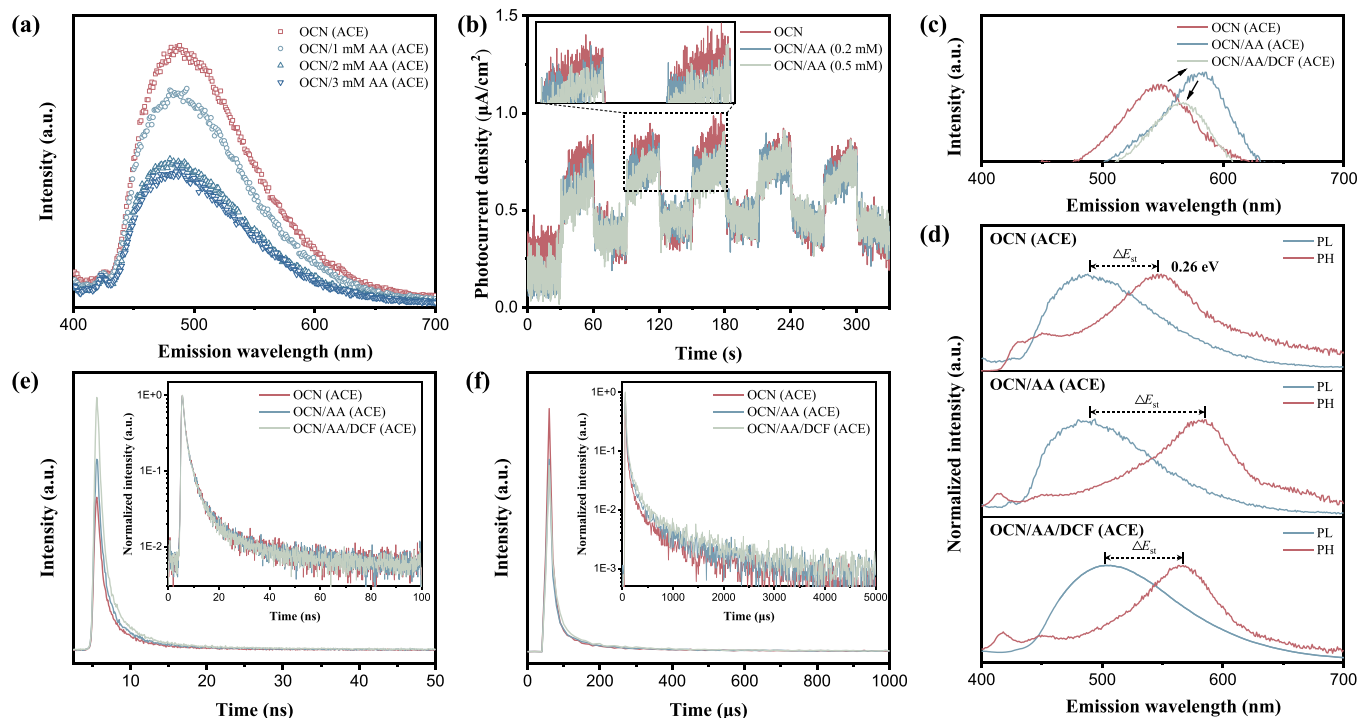 (a)
OCN (ACE)
OCN/1 mM AA (ACE)
OCN/2 mM AA (ACE)
OCN/3 mM AA (ACE)
Intensity (a.u.)
400 500 600 700
Emission wavelength (nm)
(b)
OCN
OCN/AA (0.2 mM)
OCN/AA (0.5 mM)
Photocurrent density (μA/cm²)
1.5
1.0
0.5
0.0
0 60 120 180 240 300
Time (s)
(c)
OCN (ACE)
OCN/AA (ACE)
OCN/AA/DCF (ACE)
Intensity (a.u.)
400 500 600 700
Emission wavelength (nm)
(d)
OCN (ACE)
△Est
0.26 eV
PL
PH
OCN/AA (ACE)
△Est
PL
PH
OCN/AA/DCF (ACE)
△Est
PL
PH
Normalized intensity (a.u.)
400 500 600 700
Emission wavelength (nm)
(e)
OCN (ACE)
OCN/AA (ACE)
OCN/AA/DCF (ACE)
Normalized intensity (a.u.)
1E+0
1E-1
1E-2
0 20 40 60 80 100
Time (ns)
Intensity (a.u.)
10 20 30 40 50
Time (ns)
(f)
OCN (ACE)
OCN/AA (ACE)
OCN/AA/DCF (ACE)
Normalized intensity (a.u.)
1E+0
1E-1
1E-2
1E-3
0 1000 2000 3000 4000 5000
Time (μs)
Intensity (a.u.)
0 200 400 600 800 1000
Time (μs)